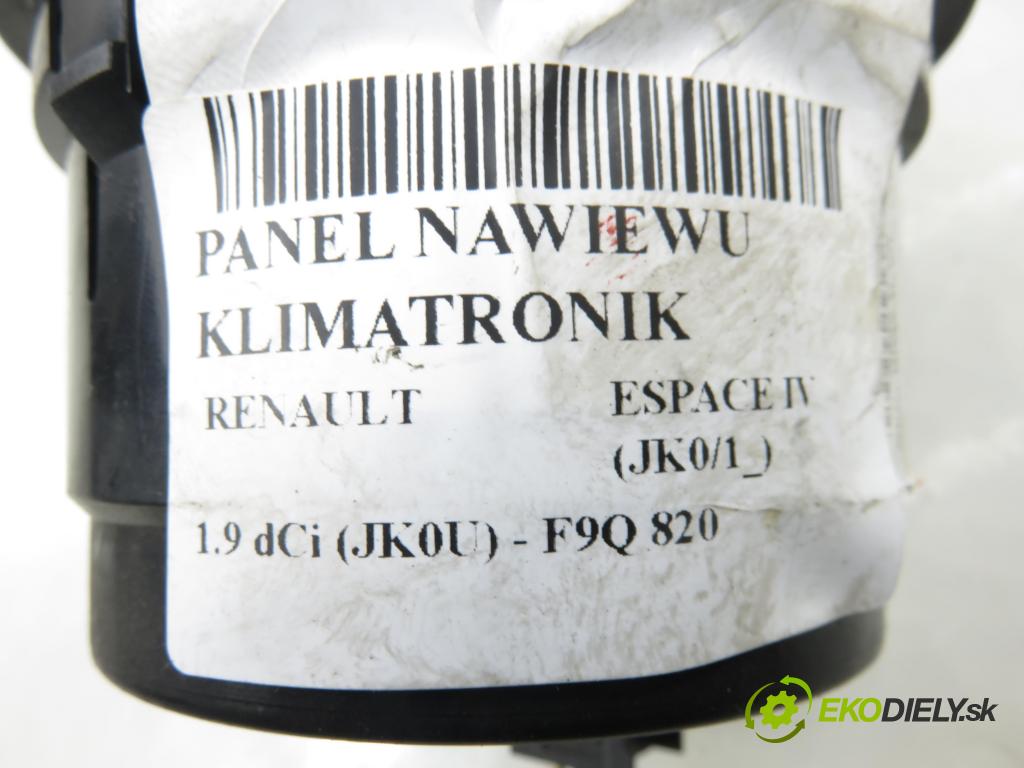 PANEL NAWIEWU
KLIMATRONIK
RENAULT ESPACE IV
(JK0/1_)
1.9 dCi (JK0U) - F9Q 820
EKODIELY.sk